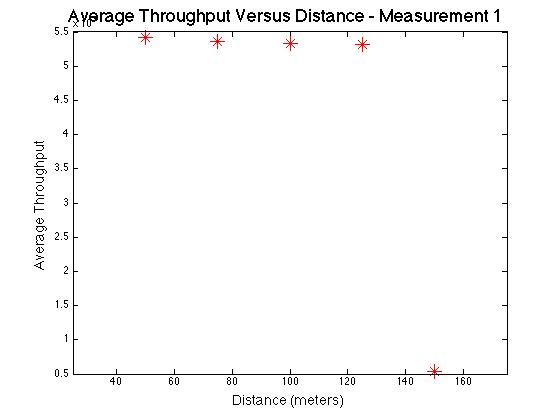 Average Throughput Versus Distance - Measurement 1
x 10
5.5
5
4.5
4
3.5
3
2.5
2
1.5
1
0.5
Average Throughput
40 60 80 100 120 140 160
Distance (meters)